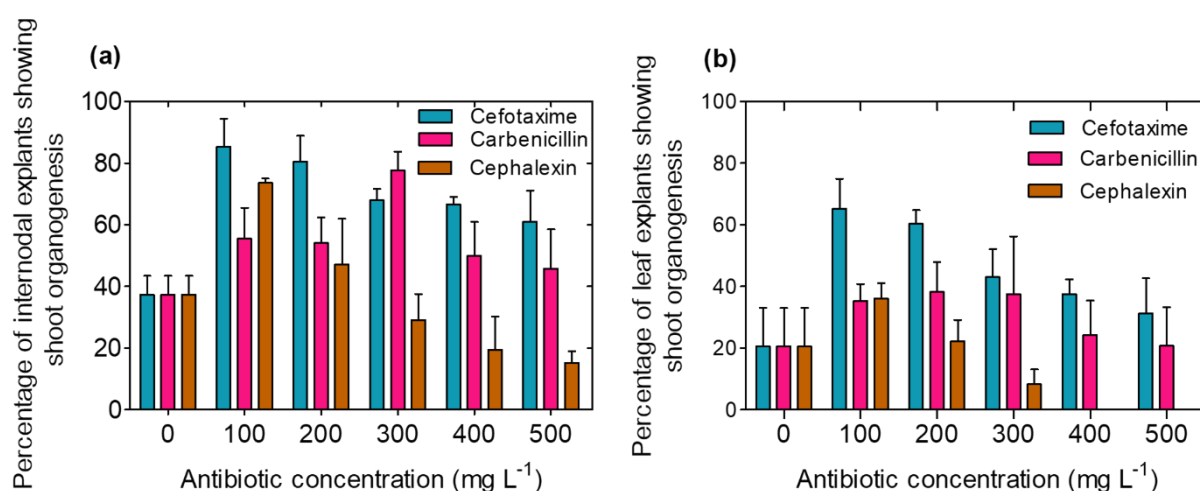 (a)
Percentage of internodal explants showing
shoot organogenesis
100
80
60
40
20
0
Cefotaxime
Carbenicillin
Cephalexin
0 100 200 300 400 500
Antibiotic concentration (mg L-1)
(b)
Percentage of leaf explants showing
shoot organogenesis
100
80
60
40
20
0
Cefotaxime
Carbenicillin
Cephalexin
0 100 200 300 400 500
Antibiotic concentration (mg L-1)